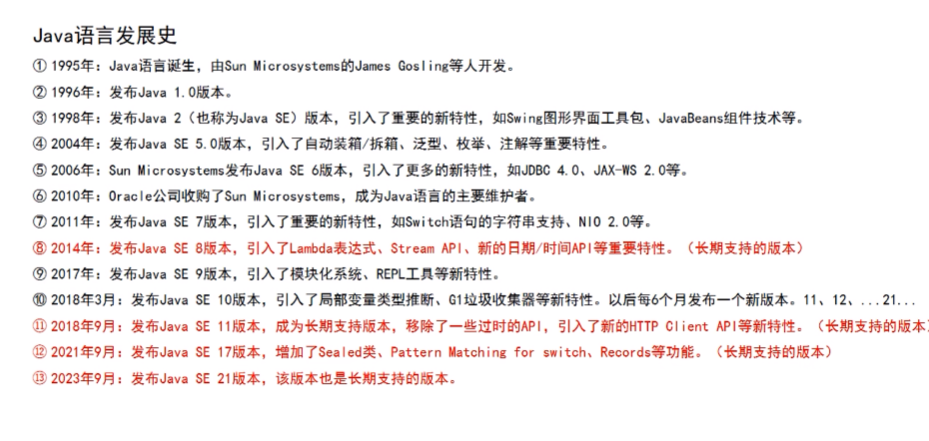 Java语言发展史
① 1995年：Java语言诞生，由Sun Microsystems的James Gosling等人开发。
② 1996年：发布Java 1.0版本。
③ 1998年：发布Java 2（也称为Java SE）版本，引入了重要的新特性，如Swing图形界面工具包、JavaBeans组件技术等。
④ 2004年：发布Java SE 5.0版本，引入了自动装箱/拆箱、泛型、枚举、注解等重要特性。
⑤ 2006年：Sun Microsystems发布Java SE 6版本，引入了更多的新特性，如JDBC 4.0、JAX-WS 2.0等。
⑥ 2010年：Oracle公司收购了Sun Microsystems，成为Java语言的主要维护者。
⑦ 2011年：发布Java SE 7版本，引入了重要的新特性，如Switch语句的字符串支持、NIO 2.0等。
⑧ 2014年：发布Java SE 8版本，引入了Lambda表达式、Stream API、新的日期/时间API等重要特性。（长期支持的版本）
⑨ 2017年：发布Java SE 9版本，引入了模块化系统、REPL工具等新特性。
⑩ 2018年3月：发布Java SE 10版本，引入了局部变量类型推断、G1垃圾收集器等新特性。以后每6个月发布一个新版本。11、12、...21...
⑪ 2018年9月：发布Java SE 11版本，成为长期支持版本，移除了一些过时的API，引入了新的HTTP Client API等新特性。（长期支持的版本）
⑫ 2021年9月：发布Java SE 17版本，增加了Sealed类、Pattern Matching for switch、Records等功能。（长期支持的版本）
⑬ 2023年9月：发布Java SE 21版本，该版本也是长期支持的版本。